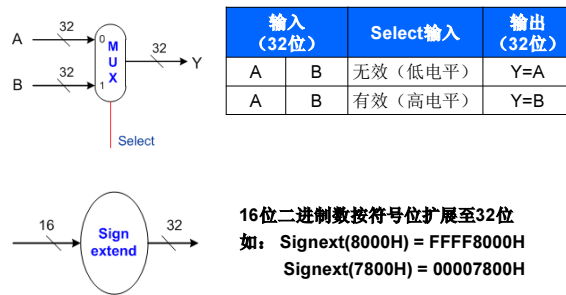 32
A
0
M
U
X
32
Y
32
B
1
Select
输入
（32位）
Select输入
输出
（32位）
A B 无效（低电平） Y=A
A B 有效（高电平） Y=B
16
Sign
extend
32
16位二进制数按符号位扩展至32位
如： Signext(8000H) = FFFF8000H
Signext(7800H) = 00007800H